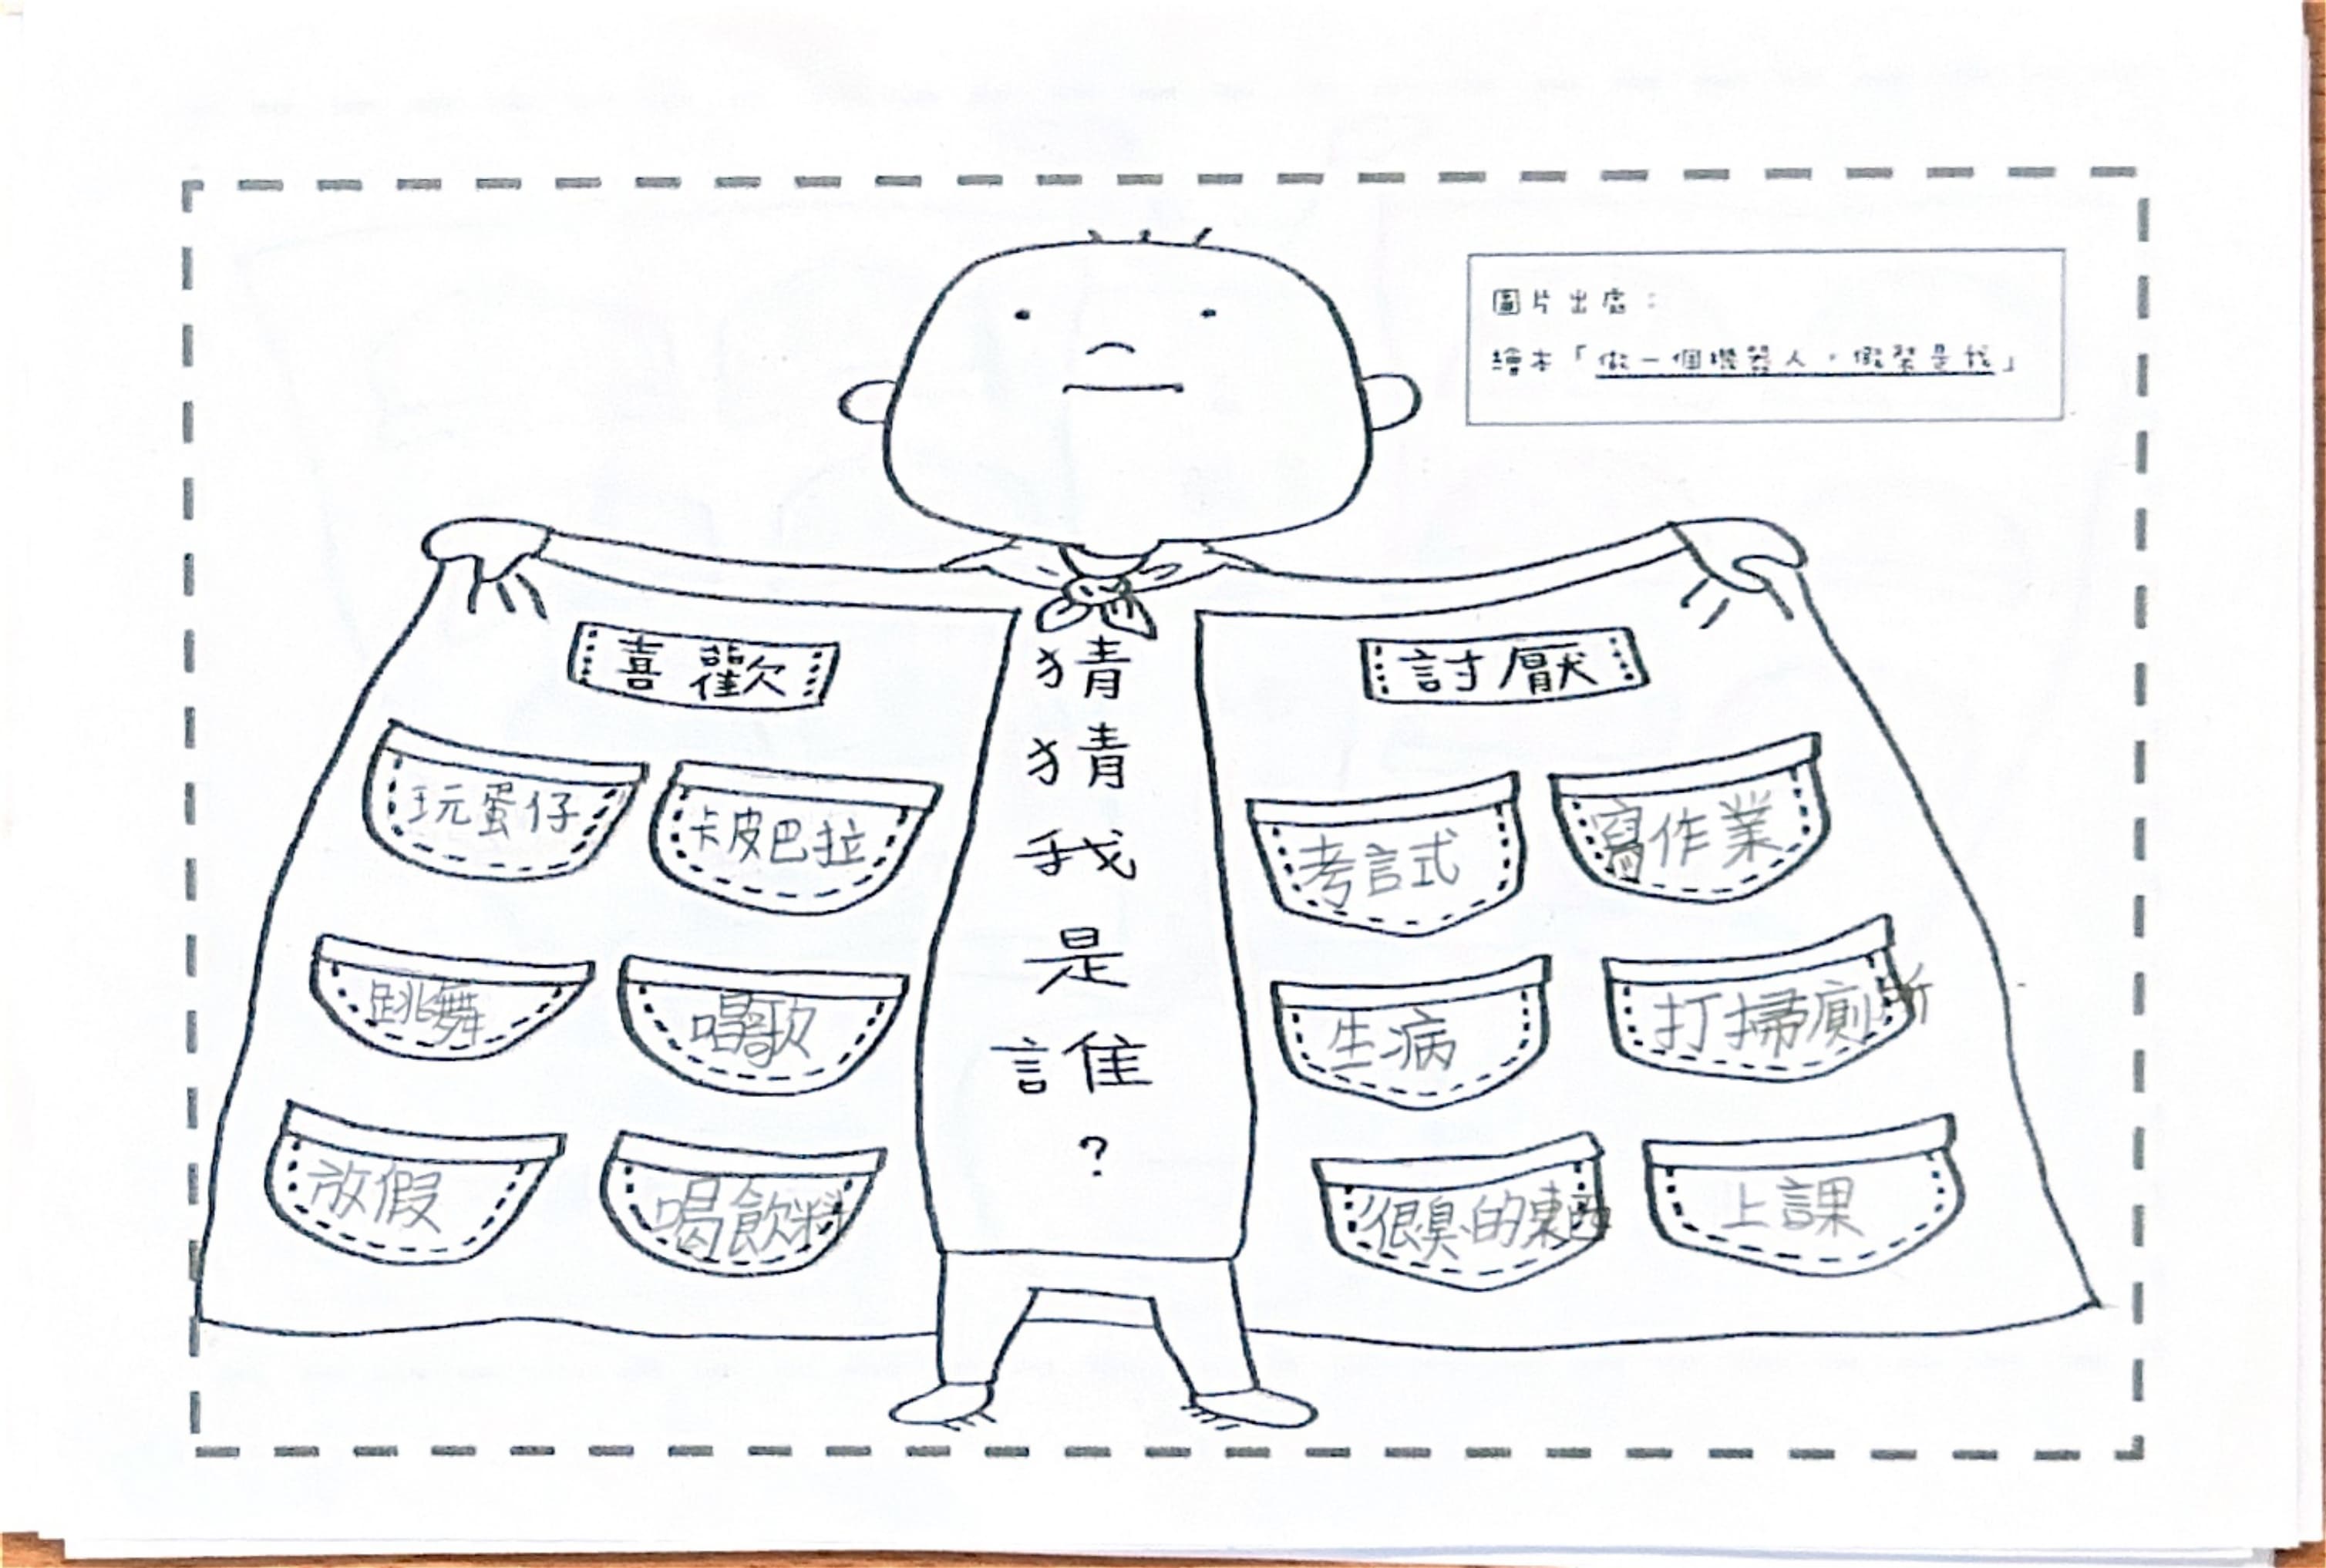 圖片出處：
繪本「做一個機器人，假裝是我」
喜歡
玩蛋仔
卡皮巴拉
跳舞
唱歌
放假
喝飲料
猜
猜
我
是
誰
？
討厭
考試
寫作業
生病
打掃廁所
很臭的東西
上課